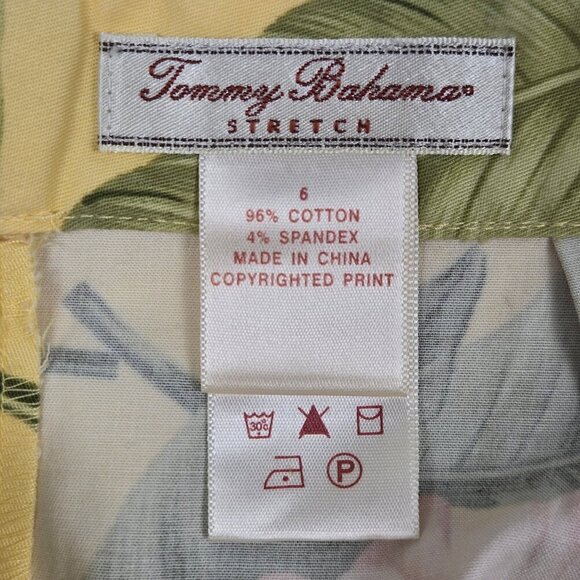 Tommy Bahama®
STRETCH
6
96% COTTON
4% SPANDEX
MADE IN CHINA
COPYRIGHTED PRINT
30°C
P